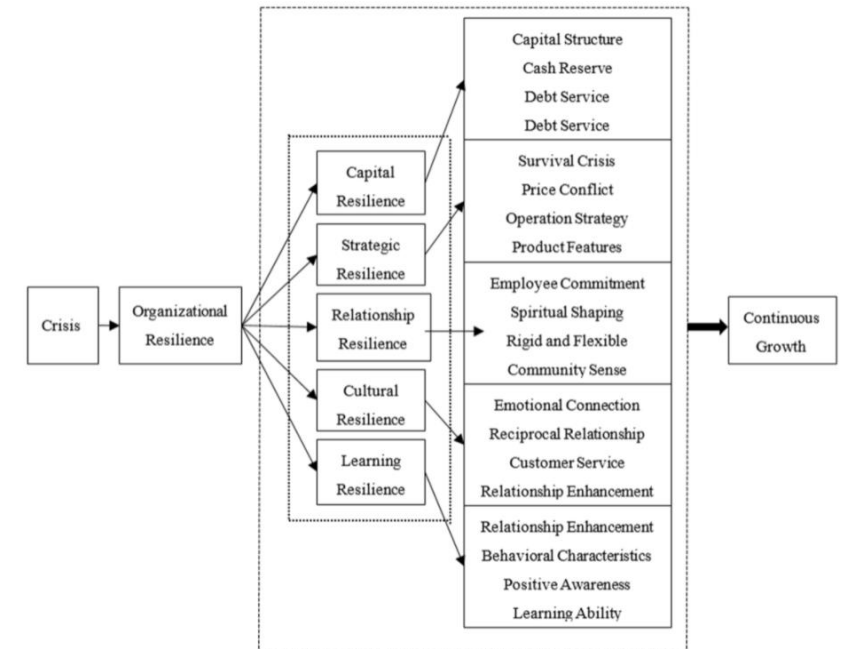 Crisis
Organizational
Resilience
Capital
Resilience
Strategic
Resilience
Relationship
Resilience
Cultural
Resilience
Learning
Resilience
Capital Structure
Cash Reserve
Debt Service
Debt Service
Survival Crisis
Price Conflict
Operation Strategy
Product Features
Employee Commitment
Spiritual Shaping
Rigid and Flexible
Community Sense
Emotional Connection
Reciprocal Relationship
Customer Service
Relationship Enhancement
Relationship Enhancement
Behavioral Characteristics
Positive Awareness
Learning Ability
Continuous
Growth